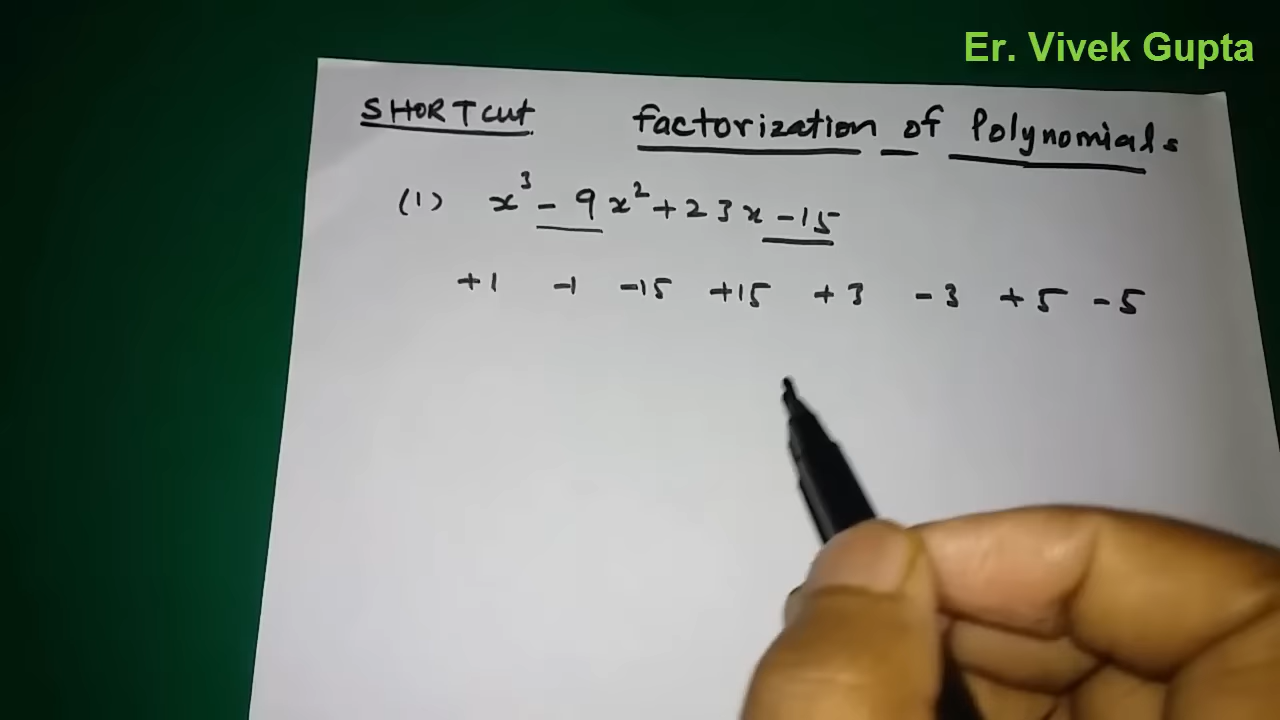 Er. Vivek Gupta
SHORTcut factorization of Polynomials
(1) x³ - 9x² + 23x - 15
+1 -1 -15 +15 +3 -3 +5 -5